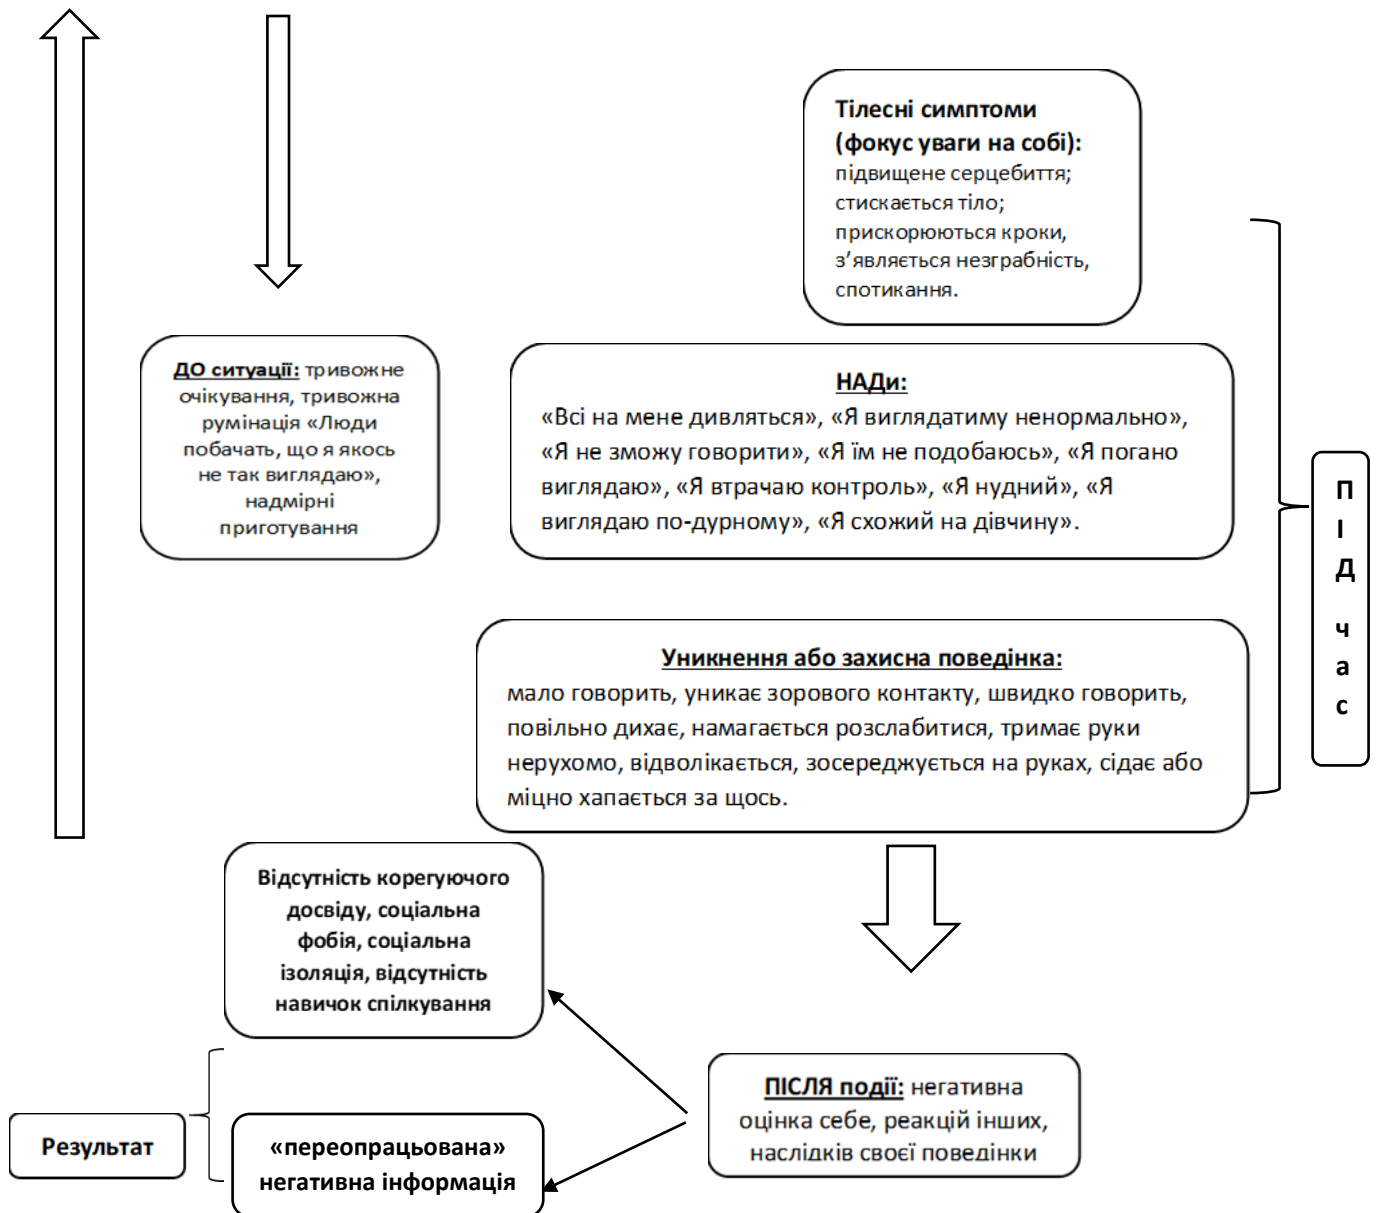 Тілесні симптоми
(фокус уваги на собі):
підвищене серцебиття;
стискається тіло;
прискорюються кроки,
з’являється незграбність,
спотикання.
ДО ситуації: тривожне
очікування, тривожна
румінація «Люди
побачать, що я якось
не так виглядаю»,
надмірні
приготування
НАДи:
«Всі на мене дивляться», «Я виглядатиму ненормально»,
«Я не зможу говорити», «Я їм не подобаюсь», «Я погано
виглядаю», «Я втрачаю контроль», «Я нудний», «Я
виглядаю по-дурному», «Я схожий на дівчину».
П
І
Д
ч
а
с
Уникнення або захисна поведінка:
мало говорить, уникає зорового контакту, швидко говорить,
повільно дихає, намагається розслабитися, тримає руки
нерухомо, відволікається, зосереджується на руках, сідає або
міцно хапається за щось.
Відсутність корегуючого
досвіду, соціальна
фобія, соціальна
ізоляція, відсутність
навичок спілкування
ПІСЛЯ події: негативна
оцінка себе, реакцій інших,
наслідків своєї поведінки
Результат
«переопрацьована»
негативна інформація